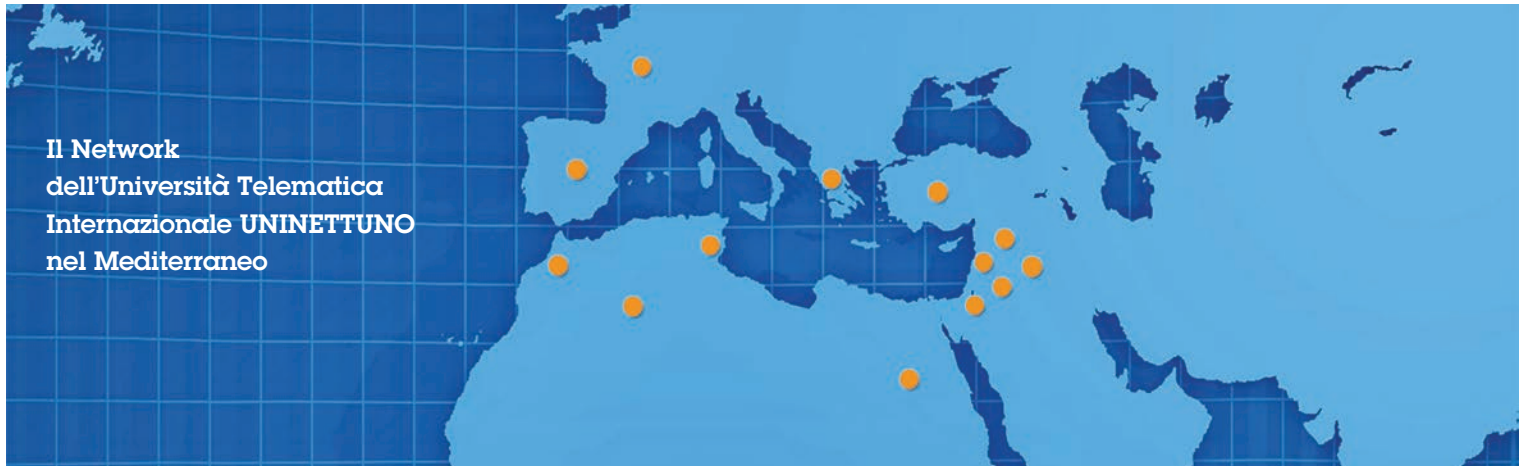 Il Network
dell'Università Telematica
Internazionale UNINETTUNO
nel Mediterraneo